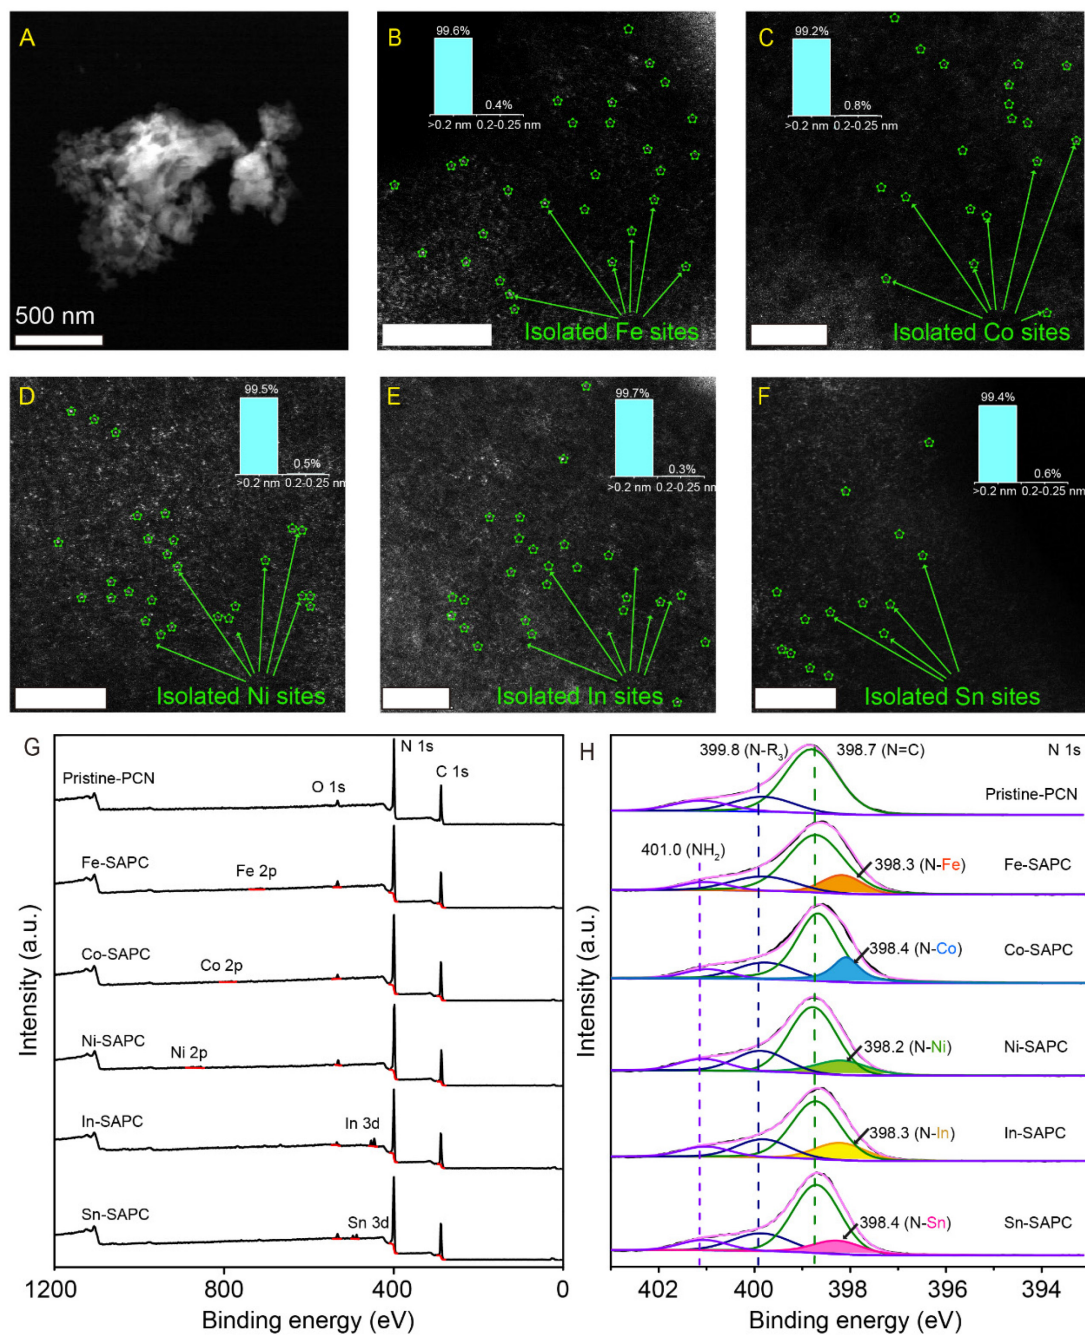 A
500 nm
B
99.6%
0.4%
>0.2 nm 0.2-0.25 nm
Isolated Fe sites
C
99.2%
0.8%
>0.2 nm 0.2-0.25 nm
Isolated Co sites
D
99.5%
0.5%
>0.2 nm 0.2-0.25 nm
Isolated Ni sites
E
99.7%
0.3%
>0.2 nm 0.2-0.25 nm
Isolated In sites
F
99.4%
0.6%
>0.2 nm 0.2-0.25 nm
Isolated Sn sites
G
N 1s
C 1s
O 1s
Pristine-PCN
Fe-SAPC
Fe 2p
Co-SAPC
Co 2p
Ni-SAPC
Ni 2p
In-SAPC
In 3d
Sn-SAPC
Sn 3d
Intensity (a.u.)
1200 800 400 0
Binding energy (eV)
H
399.8 (N-R3) 398.7 (N=C)
N 1s
Pristine-PCN
401.0 (NH2)
398.3 (N-Fe)
Fe-SAPC
398.4 (N-Co)
Co-SAPC
398.2 (N-Ni)
Ni-SAPC
398.3 (N-In)
In-SAPC
398.4 (N-Sn)
Sn-SAPC
Intensity (a.u.)
402 400 398 396 394
Binding energy (eV)